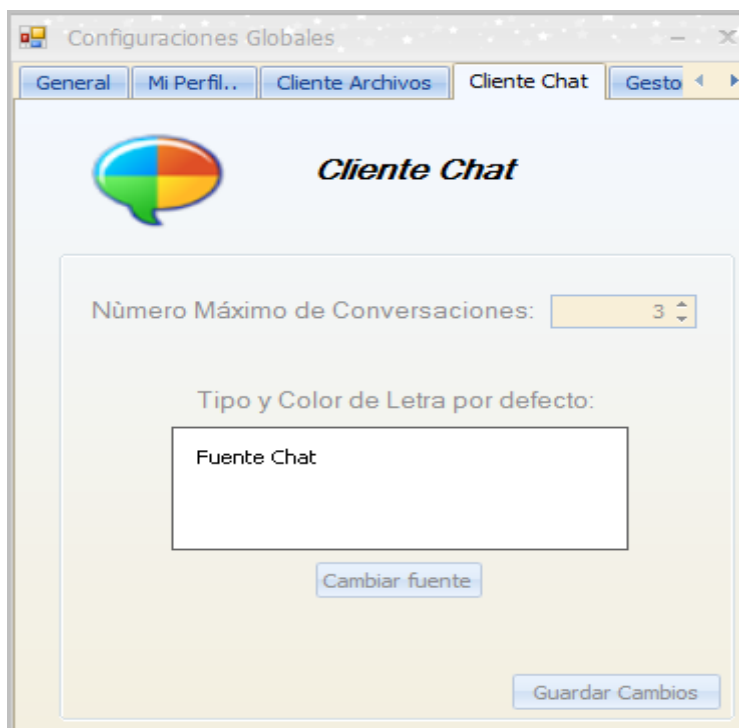 Configuraciones Globales
General Mi Perfil.. Cliente Archivos Cliente Chat Gesto
Cliente Chat
Nùmero Máximo de Conversaciones: 3
Tipo y Color de Letra por defecto:
Fuente Chat
Cambiar fuente
Guardar Cambios